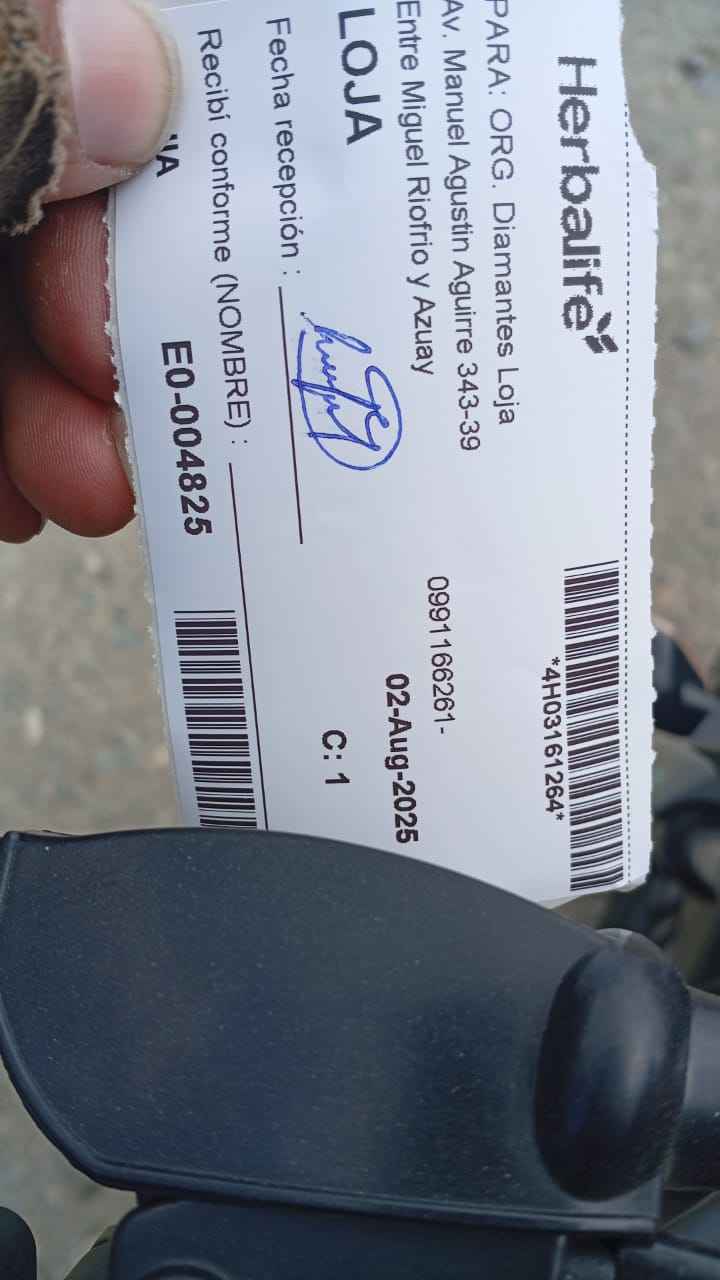 Herbalife
*4H03161264*
PARA: ORG. Diamantes Loja
Av. Manuel Agustin Aguirre 343-39
Entre Miguel Riofrio y Azuay
0991166261-
LOJA
02-Aug-2025
Fecha recepción :
C: 1
Recibí conforme (NOMBRE) :
E0-004825